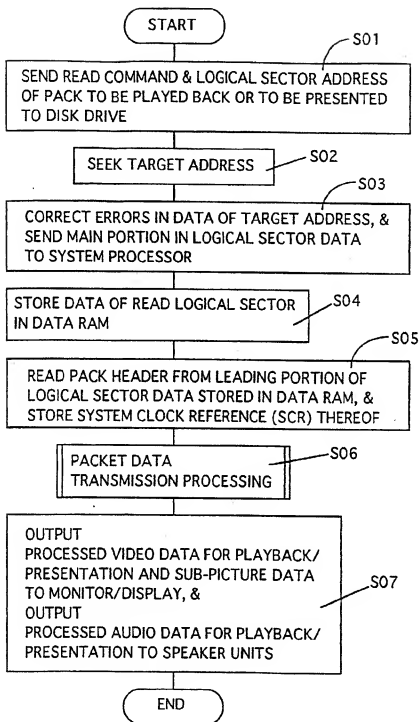 START
S01
SEND READ COMMAND & LOGICAL SECTOR ADDRESS
OF PACK TO BE PLAYED BACK OR TO BE PRESENTED
TO DISK DRIVE
S02
SEEK TARGET ADDRESS
S03
CORRECT ERRORS IN DATA OF TARGET ADDRESS, &
SEND MAIN PORTION IN LOGICAL SECTOR DATA
TO SYSTEM PROCESSOR
S04
STORE DATA OF READ LOGICAL SECTOR
IN DATA RAM
S05
READ PACK HEADER FROM LEADING PORTION OF
LOGICAL SECTOR DATA STORED IN DATA RAM, &
STORE SYSTEM CLOCK REFERENCE (SCR) THEREOF
S06
PACKET DATA
TRANSMISSION PROCESSING
OUTPUT
PROCESSED VIDEO DATA FOR PLAYBACK/
PRESENTATION AND SUB-PICTURE DATA
TO MONITOR/DISPLAY, &
S07
OUTPUT
PROCESSED AUDIO DATA FOR PLAYBACK/
PRESENTATION TO SPEAKER UNITS
END